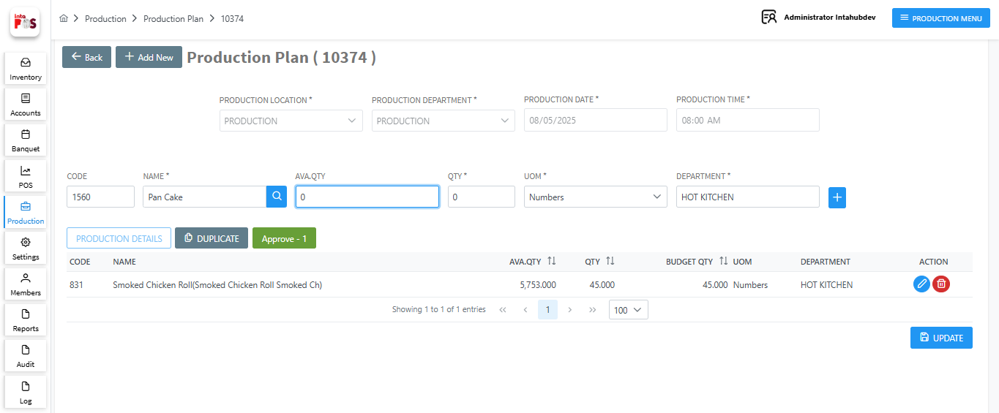 inta
POS
Production
Production Plan
10374
Administrator Intahubdev
PRODUCTION MENU
Inventory
Accounts
Banquet
POS
Production
Settings
Members
Reports
Audit
Log
Back
Add New
Production Plan ( 10374 )
PRODUCTION LOCATION *
PRODUCTION DEPARTMENT *
PRODUCTION DATE *
PRODUCTION TIME *
PRODUCTION
PRODUCTION
08/05/2025
08:00 AM
CODE
NAME *
AVA.QTY
QTY *
UOM *
DEPARTMENT *
1560
Pan Cake
0
0
Numbers
HOT KITCHEN
PRODUCTION DETAILS
DUPLICATE
Approve - 1
CODE NAME AVA.QTY QTY BUDGET QTY UOM DEPARTMENT ACTION
831 Smoked Chicken Roll(Smoked Chicken Roll Smoked Ch) 5,753.000 45.000 45.000 Numbers HOT KITCHEN
Showing 1 to 1 of 1 entries « ‹ 1 › » 100
UPDATE